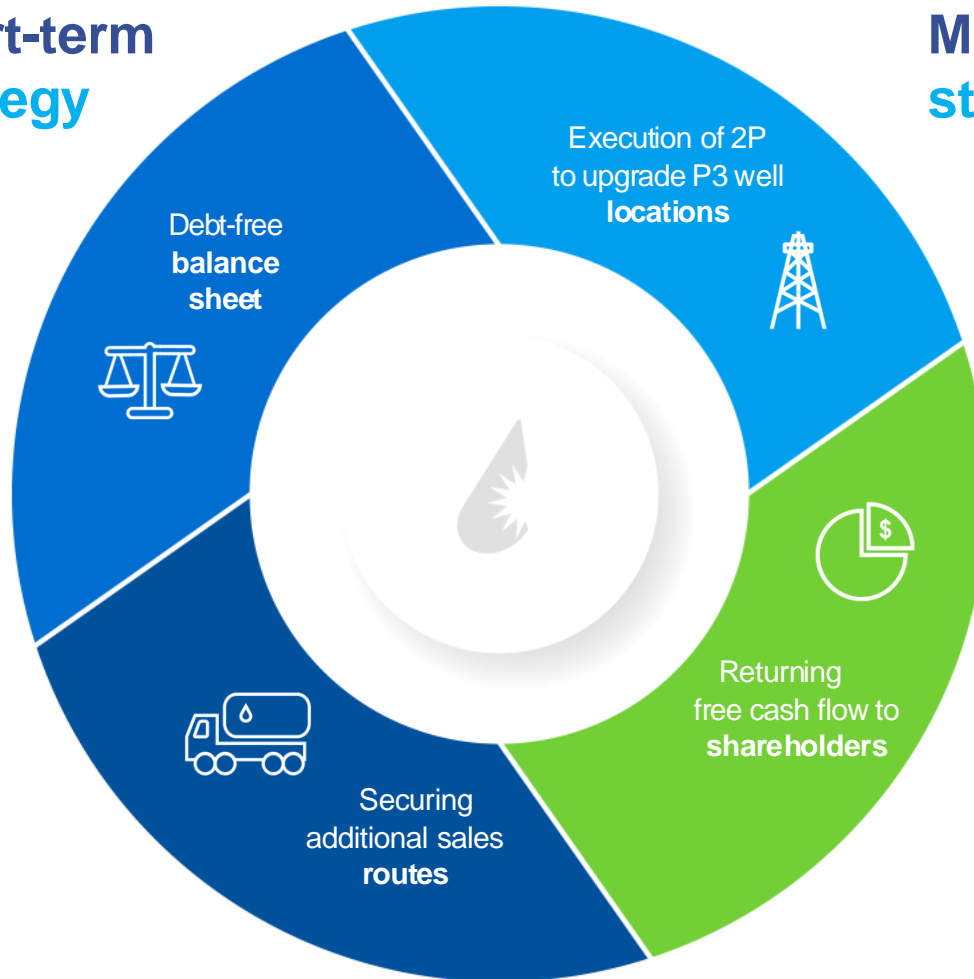 rt-term
egy
M
st
Execution of 2P
to upgrade P3 well
locations
Debt-free
balance
sheet
$
Returning
free cash flow to
shareholders
Securing
additional sales
routes